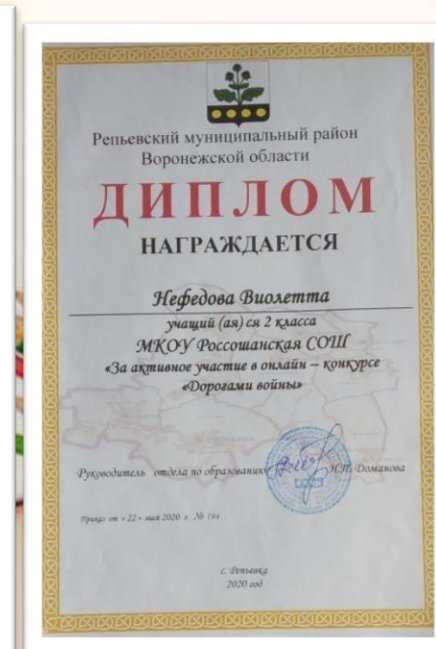 Репьевский муниципальный район
Воронежской области
ДИПЛОМ
НАГРАЖДАЕТСЯ
Нефедова Виолетта
учащий (ая) ся 2 класса
МКОУ Россошанская СОШ
«За активное участие в онлайн – конкурсе
«Дорогами войны»
Руководитель отдела по образованию Н.П. Доманова
Приказ от « 22 » мая 2020 г. № 194
с. Репьевка
2020 год